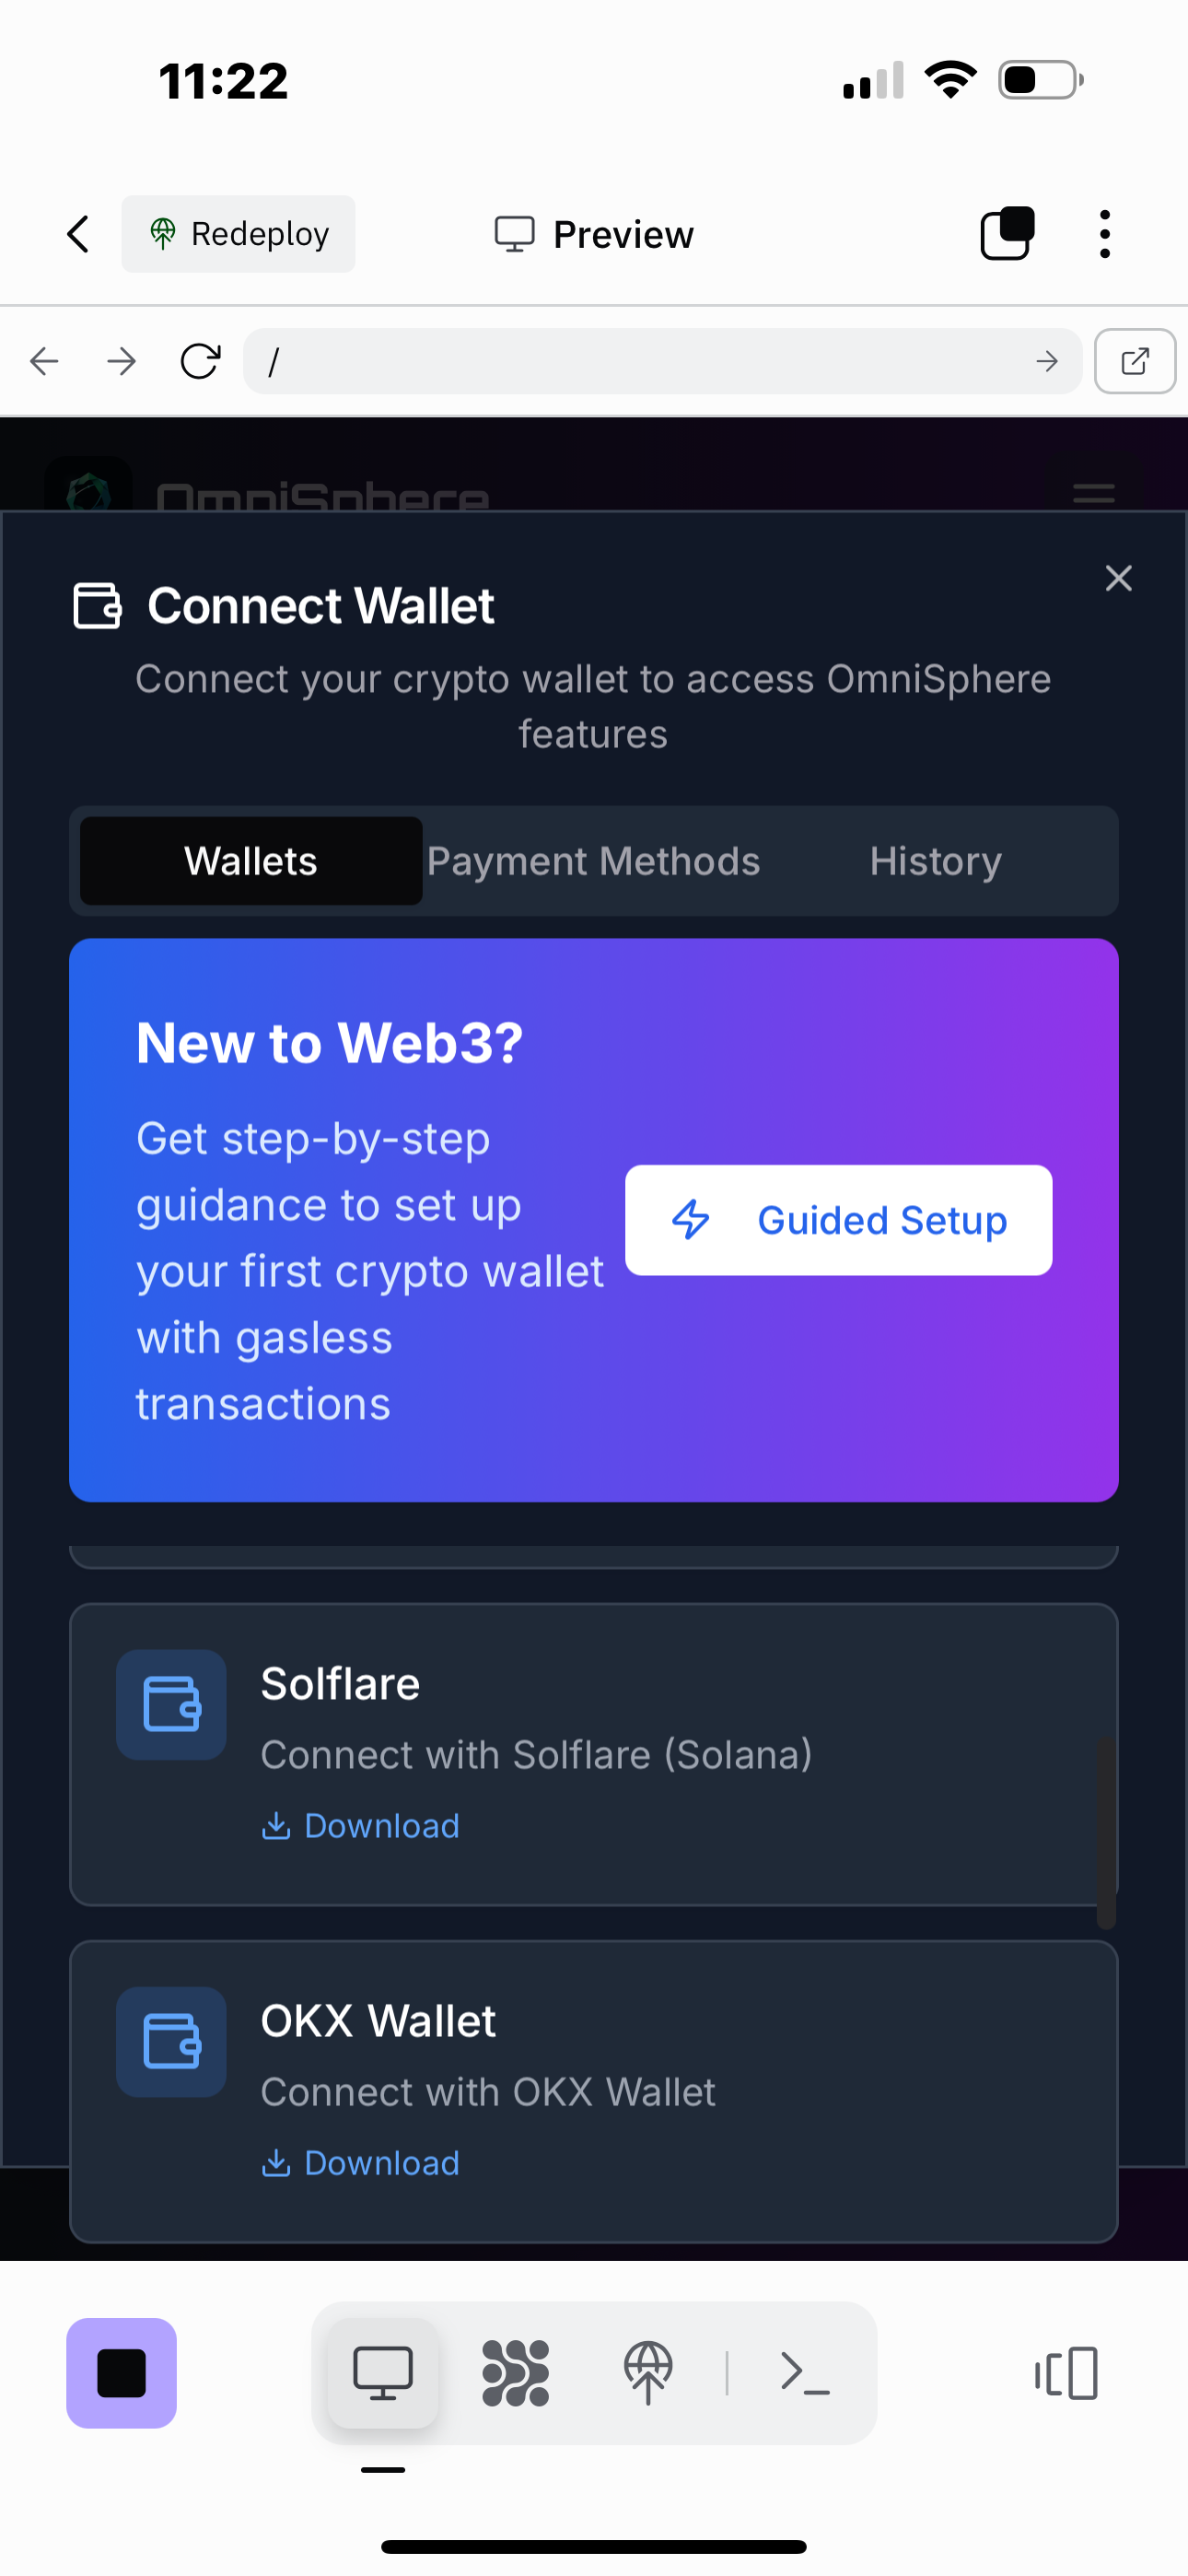 11:22
Redeploy
Preview
/
OmniSphere
Connect Wallet
Connect your crypto wallet to access OmniSphere
features
Wallets
Payment Methods
History
New to Web3?
Get step-by-step
guidance to set up
your first crypto wallet
with gasless
transactions
Guided Setup
Solflare
Connect with Solflare (Solana)
Download
OKX Wallet
Connect with OKX Wallet
Download